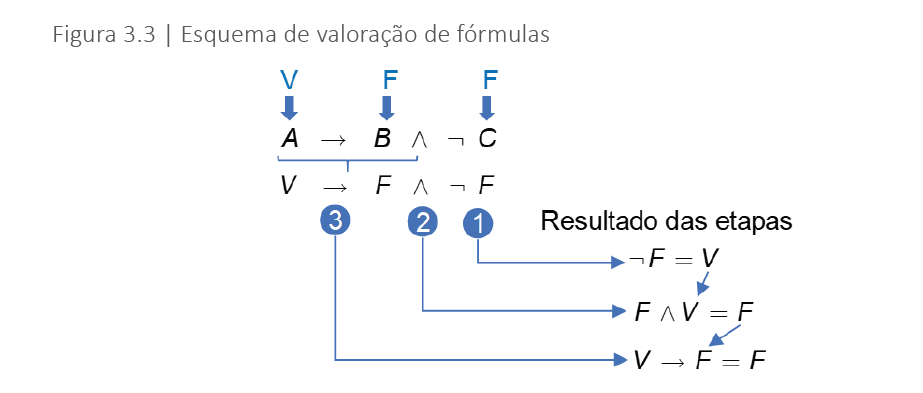 Figura 3.3 | Esquema de valoração de fórmulas
V F F
A → B ∧ ¬ C
V → F ∧ ¬ F
3 2 1
Resultado das etapas
¬ F = V
F ∧ V = F
V → F = F